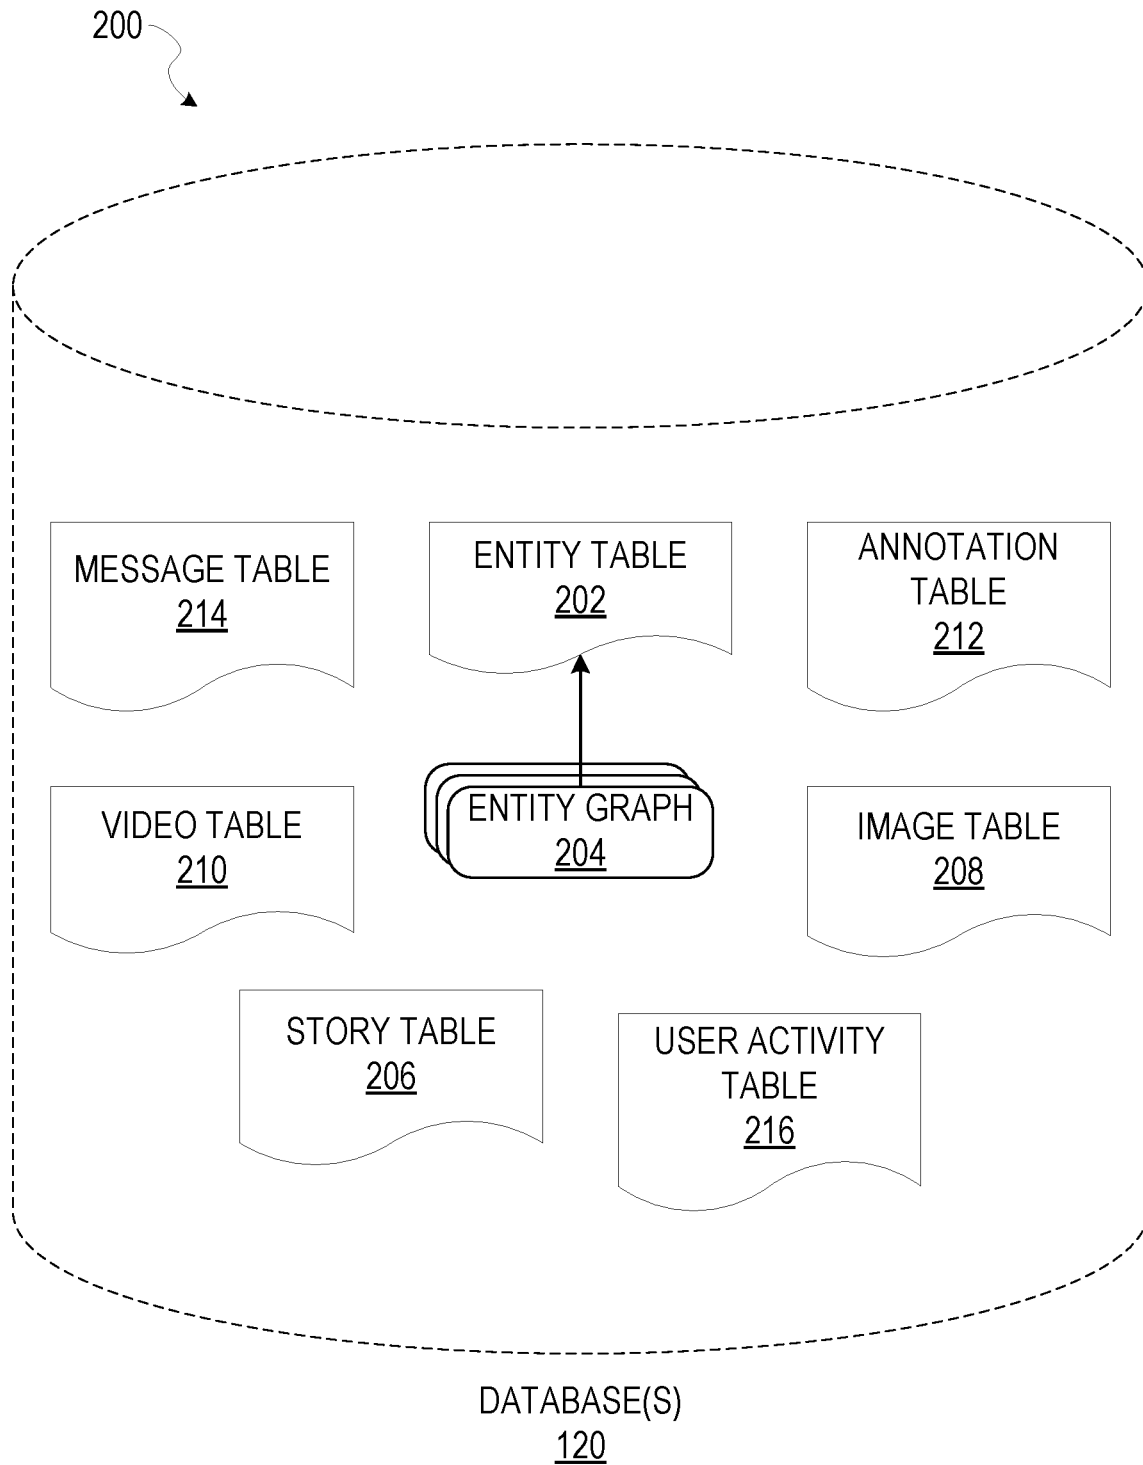 200
MESSAGE TABLE
214
ENTITY TABLE
202
ANNOTATION
TABLE
212
VIDEO TABLE
210
ENTITY GRAPH
204
IMAGE TABLE
208
STORY TABLE
206
USER ACTIVITY
TABLE
216
DATABASE(S)
120